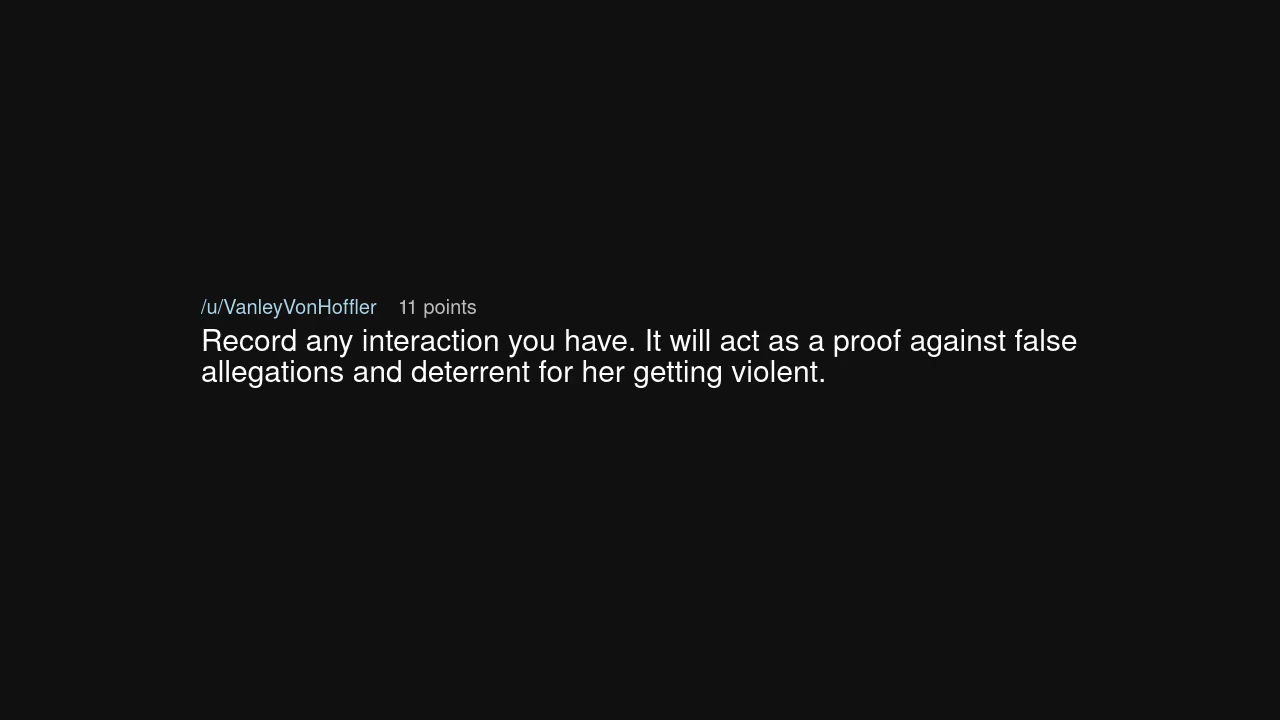 /u/VanleyVonHoffler 11 points
Record any interaction you have. It will act as a proof against false
allegations and deterrent for her getting violent.